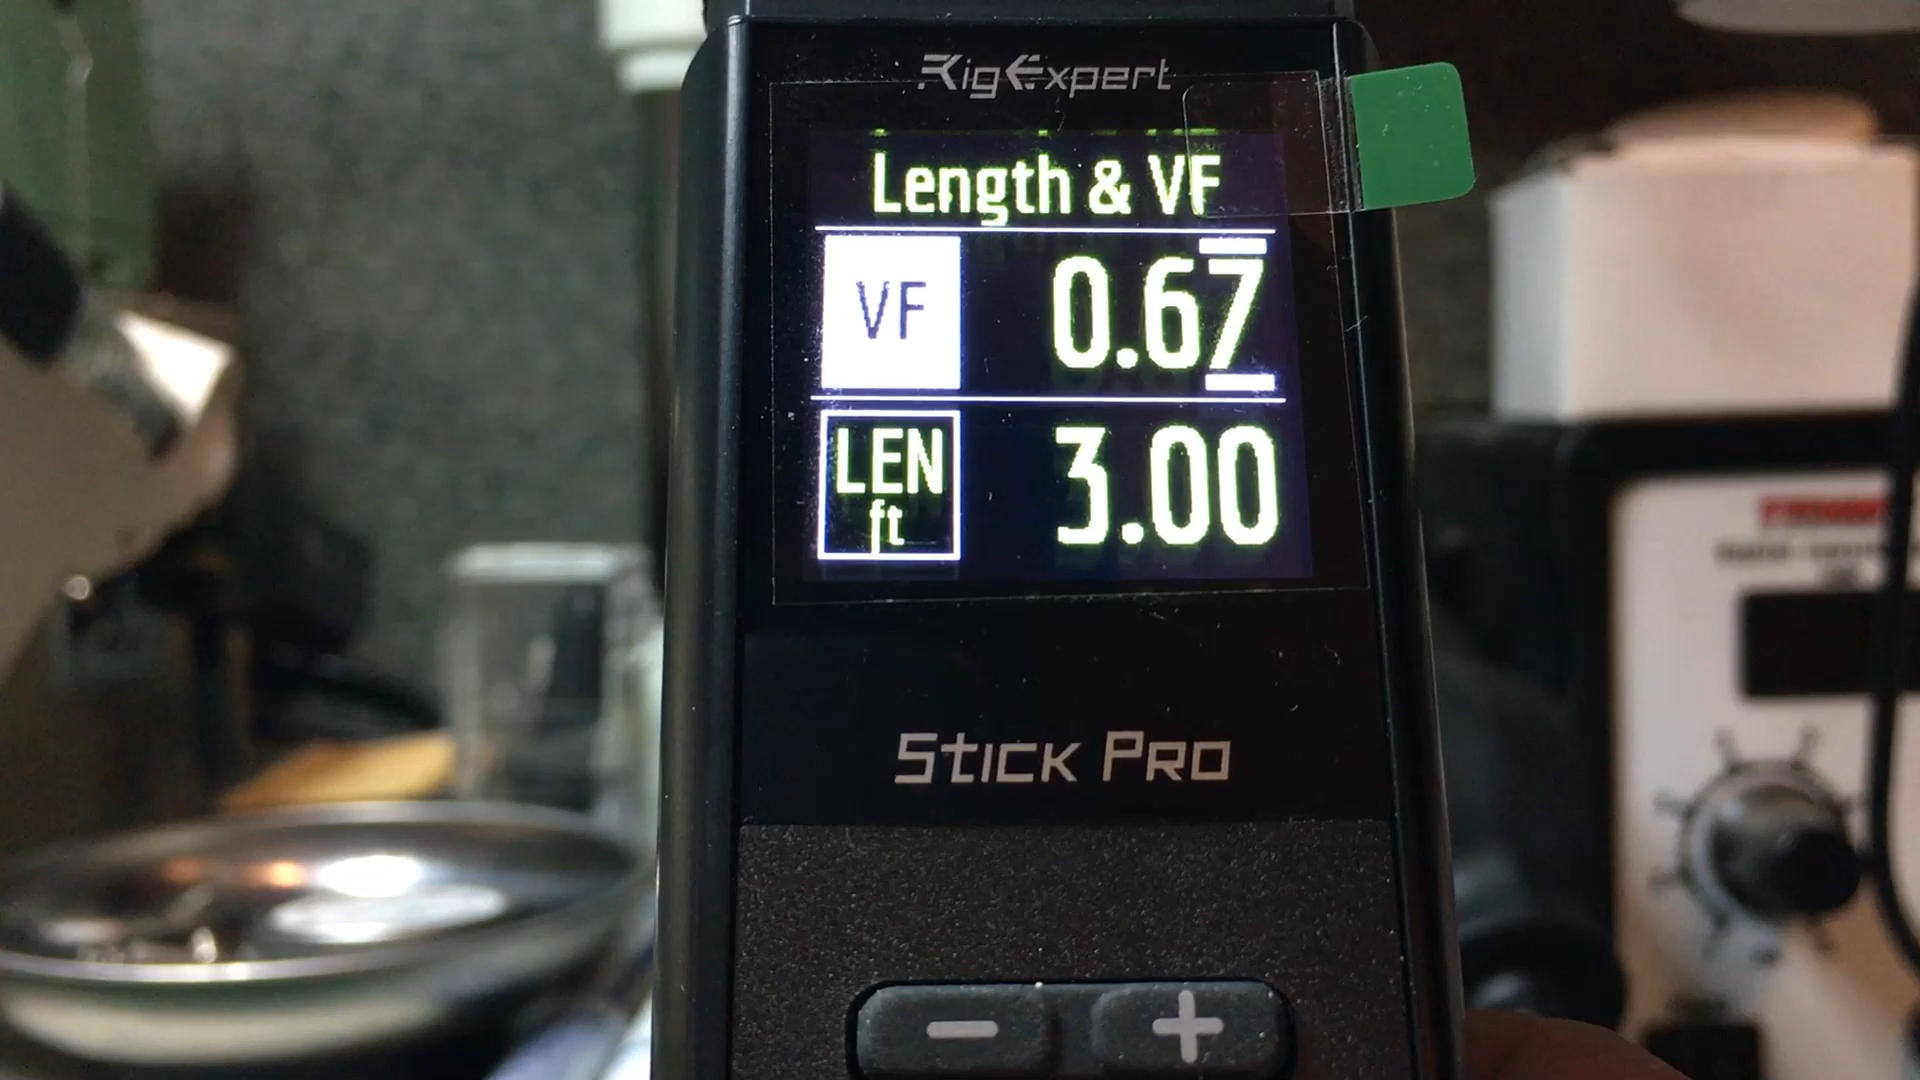 RigExpert
Length & VF
VF 0.67
LEN ft 3.00
Stick Pro
- +